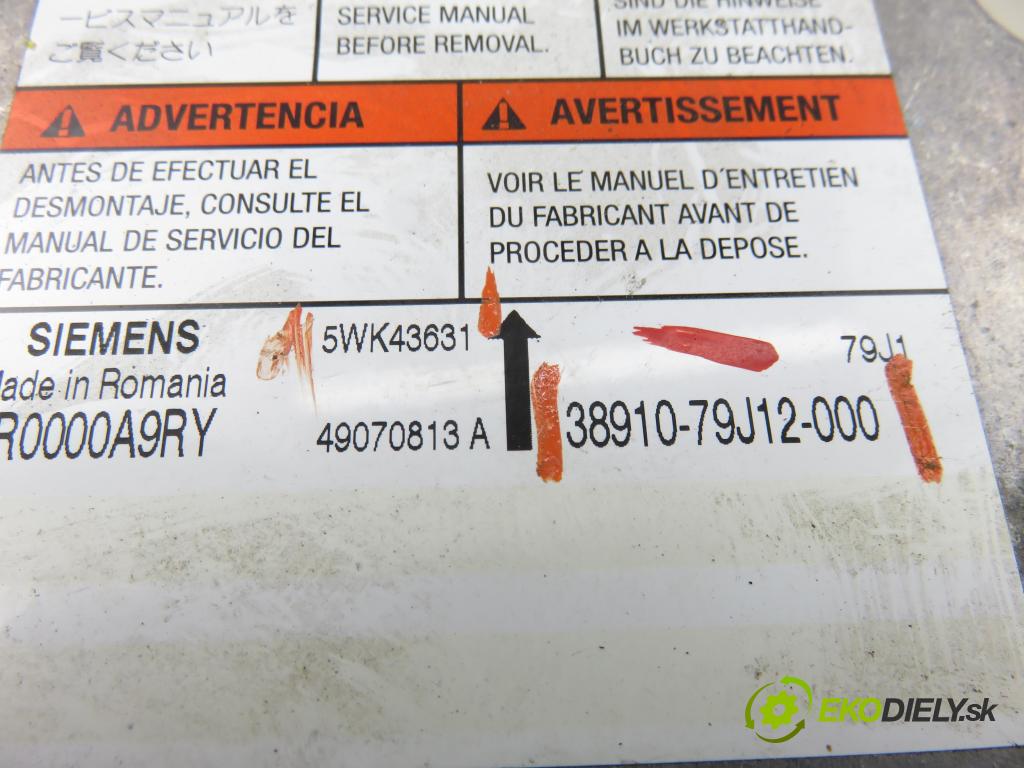 ービスマニュアルを
ご覧ください
SERVICE MANUAL
BEFORE REMOVAL.
SIND DIE HINWEISE
IM WERKSTATTHAND-
BUCH ZU BEACHTEN.
ADVERTENCIA
ANTES DE EFECTUAR EL
DESMONTAJE, CONSULTE EL
MANUAL DE SERVICIO DEL
FABRICANTE.
AVERTISSEMENT
VOIR LE MANUEL D'ENTRETIEN
DU FABRICANT AVANT DE
PROCEDER A LA DEPOSE.
SIEMENS 5WK43631 79J1
Made in Romania
R0000A9RY 49070813 A 38910-79J12-000
EKODIELY.sk